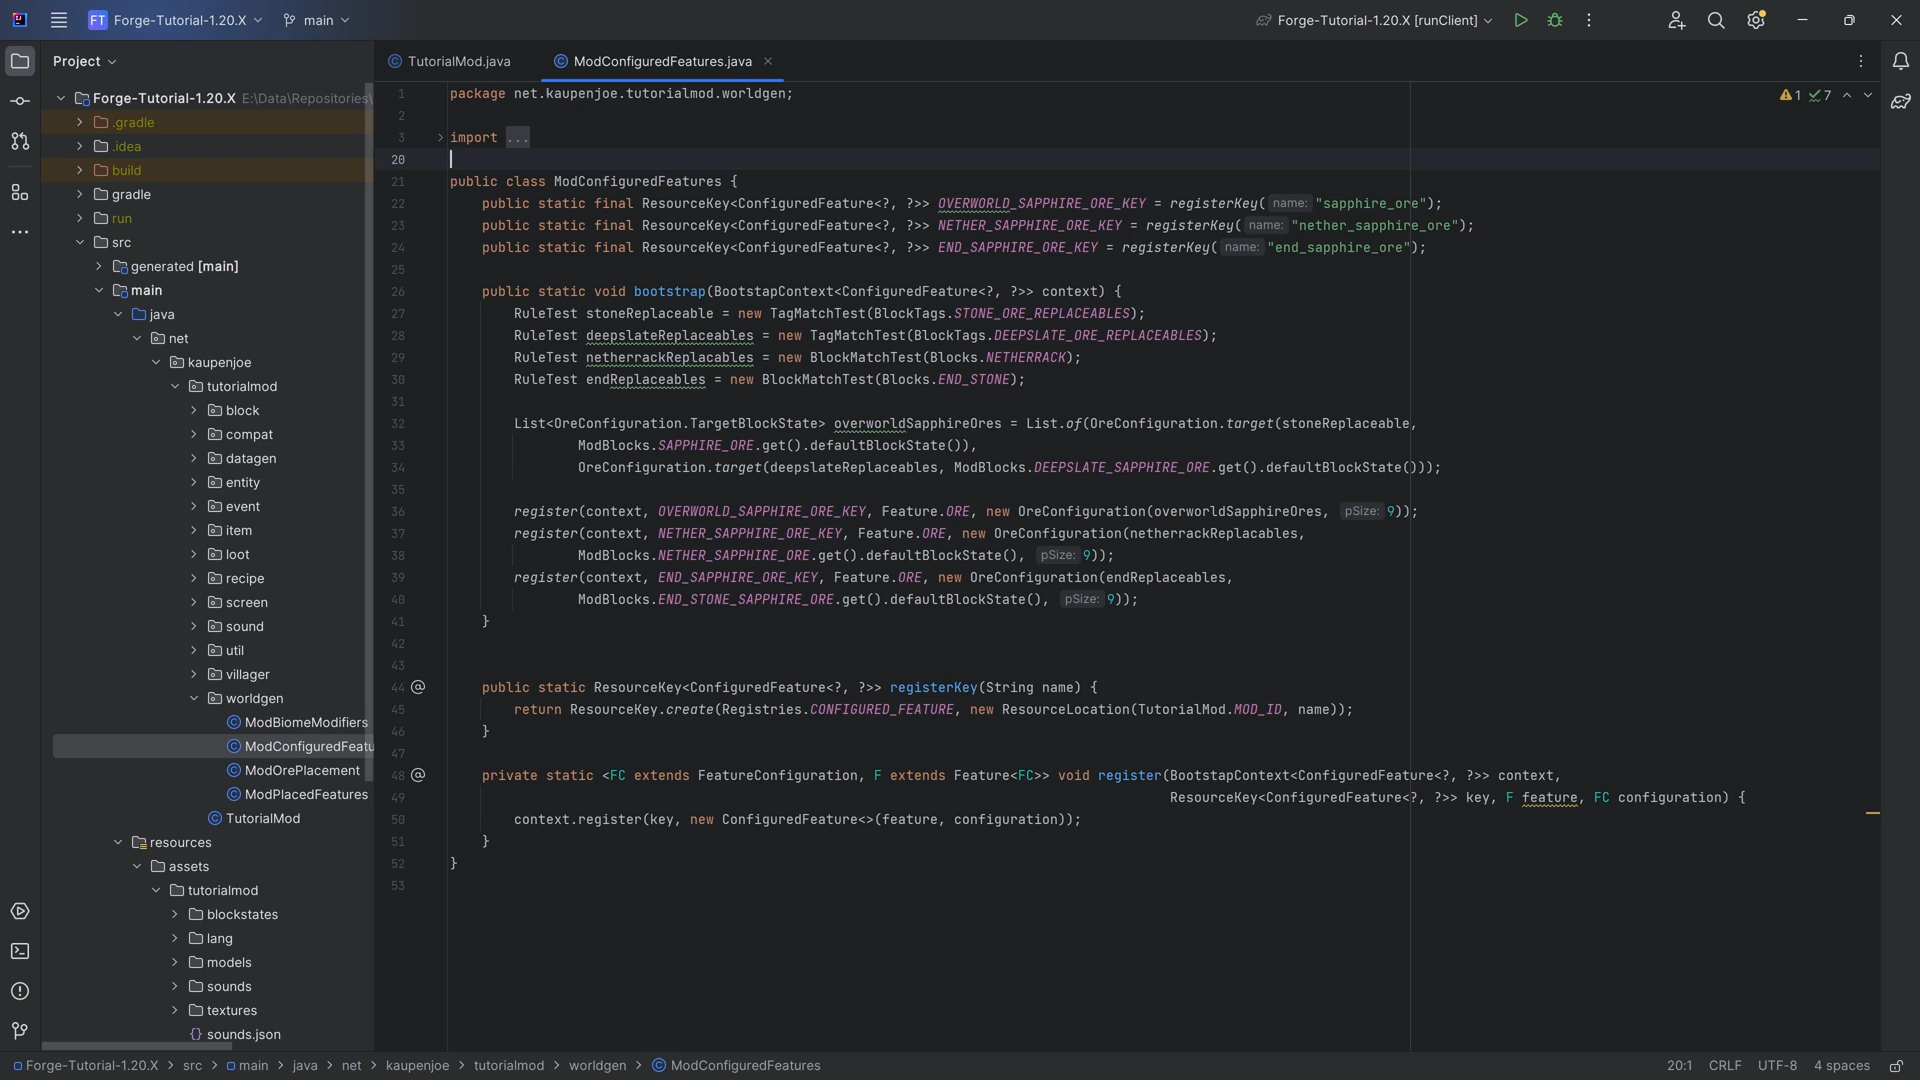 FT Forge-Tutorial-1.20.X main Forge-Tutorial-1.20.X [runClient]
Project
TutorialMod.java ModConfiguredFeatures.java
Forge-Tutorial-1.20.X E:\Data\Repositories\
.gradle
.idea
build
gradle
run
src
generated [main]
main
java
net
kaupenjoe
tutorialmod
block
compat
datagen
entity
event
item
loot
recipe
screen
sound
util
villager
worldgen
ModBiomeModifiers
ModConfiguredFeatu
ModOrePlacement
ModPlacedFeatures
TutorialMod
resources
assets
tutorialmod
blockstates
lang
models
sounds
textures
{} sounds.json
1 package net.kaupenjoe.tutorialmod.worldgen;
1 7
2
3 import ...
20
21 public class ModConfiguredFeatures {
22 public static final ResourceKey<ConfiguredFeature<?, ?>> OVERWORLD_SAPPHIRE_ORE_KEY = registerKey( name: "sapphire_ore");
23 public static final ResourceKey<ConfiguredFeature<?, ?>> NETHER_SAPPHIRE_ORE_KEY = registerKey( name: "nether_sapphire_ore");
24 public static final ResourceKey<ConfiguredFeature<?, ?>> END_SAPPHIRE_ORE_KEY = registerKey( name: "end_sapphire_ore");
25
26 public static void bootstrap(BootstapContext<ConfiguredFeature<?, ?>> context) {
27 RuleTest stoneReplaceable = new TagMatchTest(BlockTags.STONE_ORE_REPLACEABLES);
28 RuleTest deepslateReplaceables = new TagMatchTest(BlockTags.DEEPSLATE_ORE_REPLACEABLES);
29 RuleTest netherrackReplacables = new BlockMatchTest(Blocks.NETHERRACK);
30 RuleTest endReplaceables = new BlockMatchTest(Blocks.END_STONE);
31
32 List<OreConfiguration.TargetBlockState> overworldSapphireOres = List.of(OreConfiguration.target(stoneReplaceable,
33 ModBlocks.SAPPHIRE_ORE.get().defaultBlockState()),
34 OreConfiguration.target(deepslateReplaceables, ModBlocks.DEEPSLATE_SAPPHIRE_ORE.get().defaultBlockState()));
35
36 register(context, OVERWORLD_SAPPHIRE_ORE_KEY, Feature.ORE, new OreConfiguration(overworldSapphireOres, pSize: 9));
37 register(context, NETHER_SAPPHIRE_ORE_KEY, Feature.ORE, new OreConfiguration(netherrackReplacables,
38 ModBlocks.NETHER_SAPPHIRE_ORE.get().defaultBlockState(), pSize: 9));
39 register(context, END_SAPPHIRE_ORE_KEY, Feature.ORE, new OreConfiguration(endReplaceables,
40 ModBlocks.END_STONE_SAPPHIRE_ORE.get().defaultBlockState(), pSize: 9));
41 }
42
43
44 @ public static ResourceKey<ConfiguredFeature<?, ?>> registerKey(String name) {
45 return ResourceKey.create(Registries.CONFIGURED_FEATURE, new ResourceLocation(TutorialMod.MOD_ID, name));
46 }
47
48 @ private static <FC extends FeatureConfiguration, F extends Feature<FC>> void register(BootstapContext<ConfiguredFeature<?, ?>> context,
49 ResourceKey<ConfiguredFeature<?, ?>> key, F feature, FC configuration) {
50 context.register(key, new ConfiguredFeature<>(feature, configuration));
51 }
52 }
53
Forge-Tutorial-1.20.X > src > main > java > net > kaupenjoe > tutorialmod > worldgen > ModConfiguredFeatures 20:1 CRLF UTF-8 4 spaces